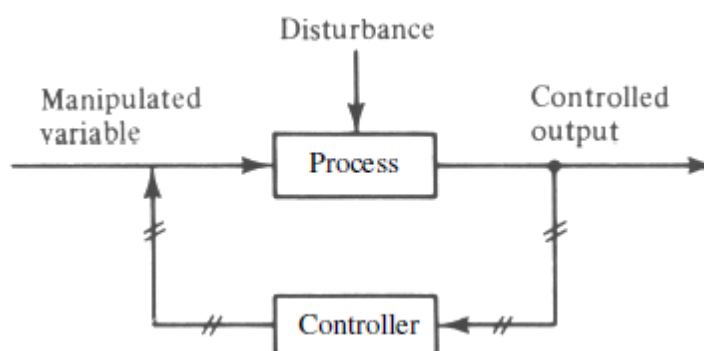 Disturbance
Manipulated
variable
Controlled
output
Process
Controller